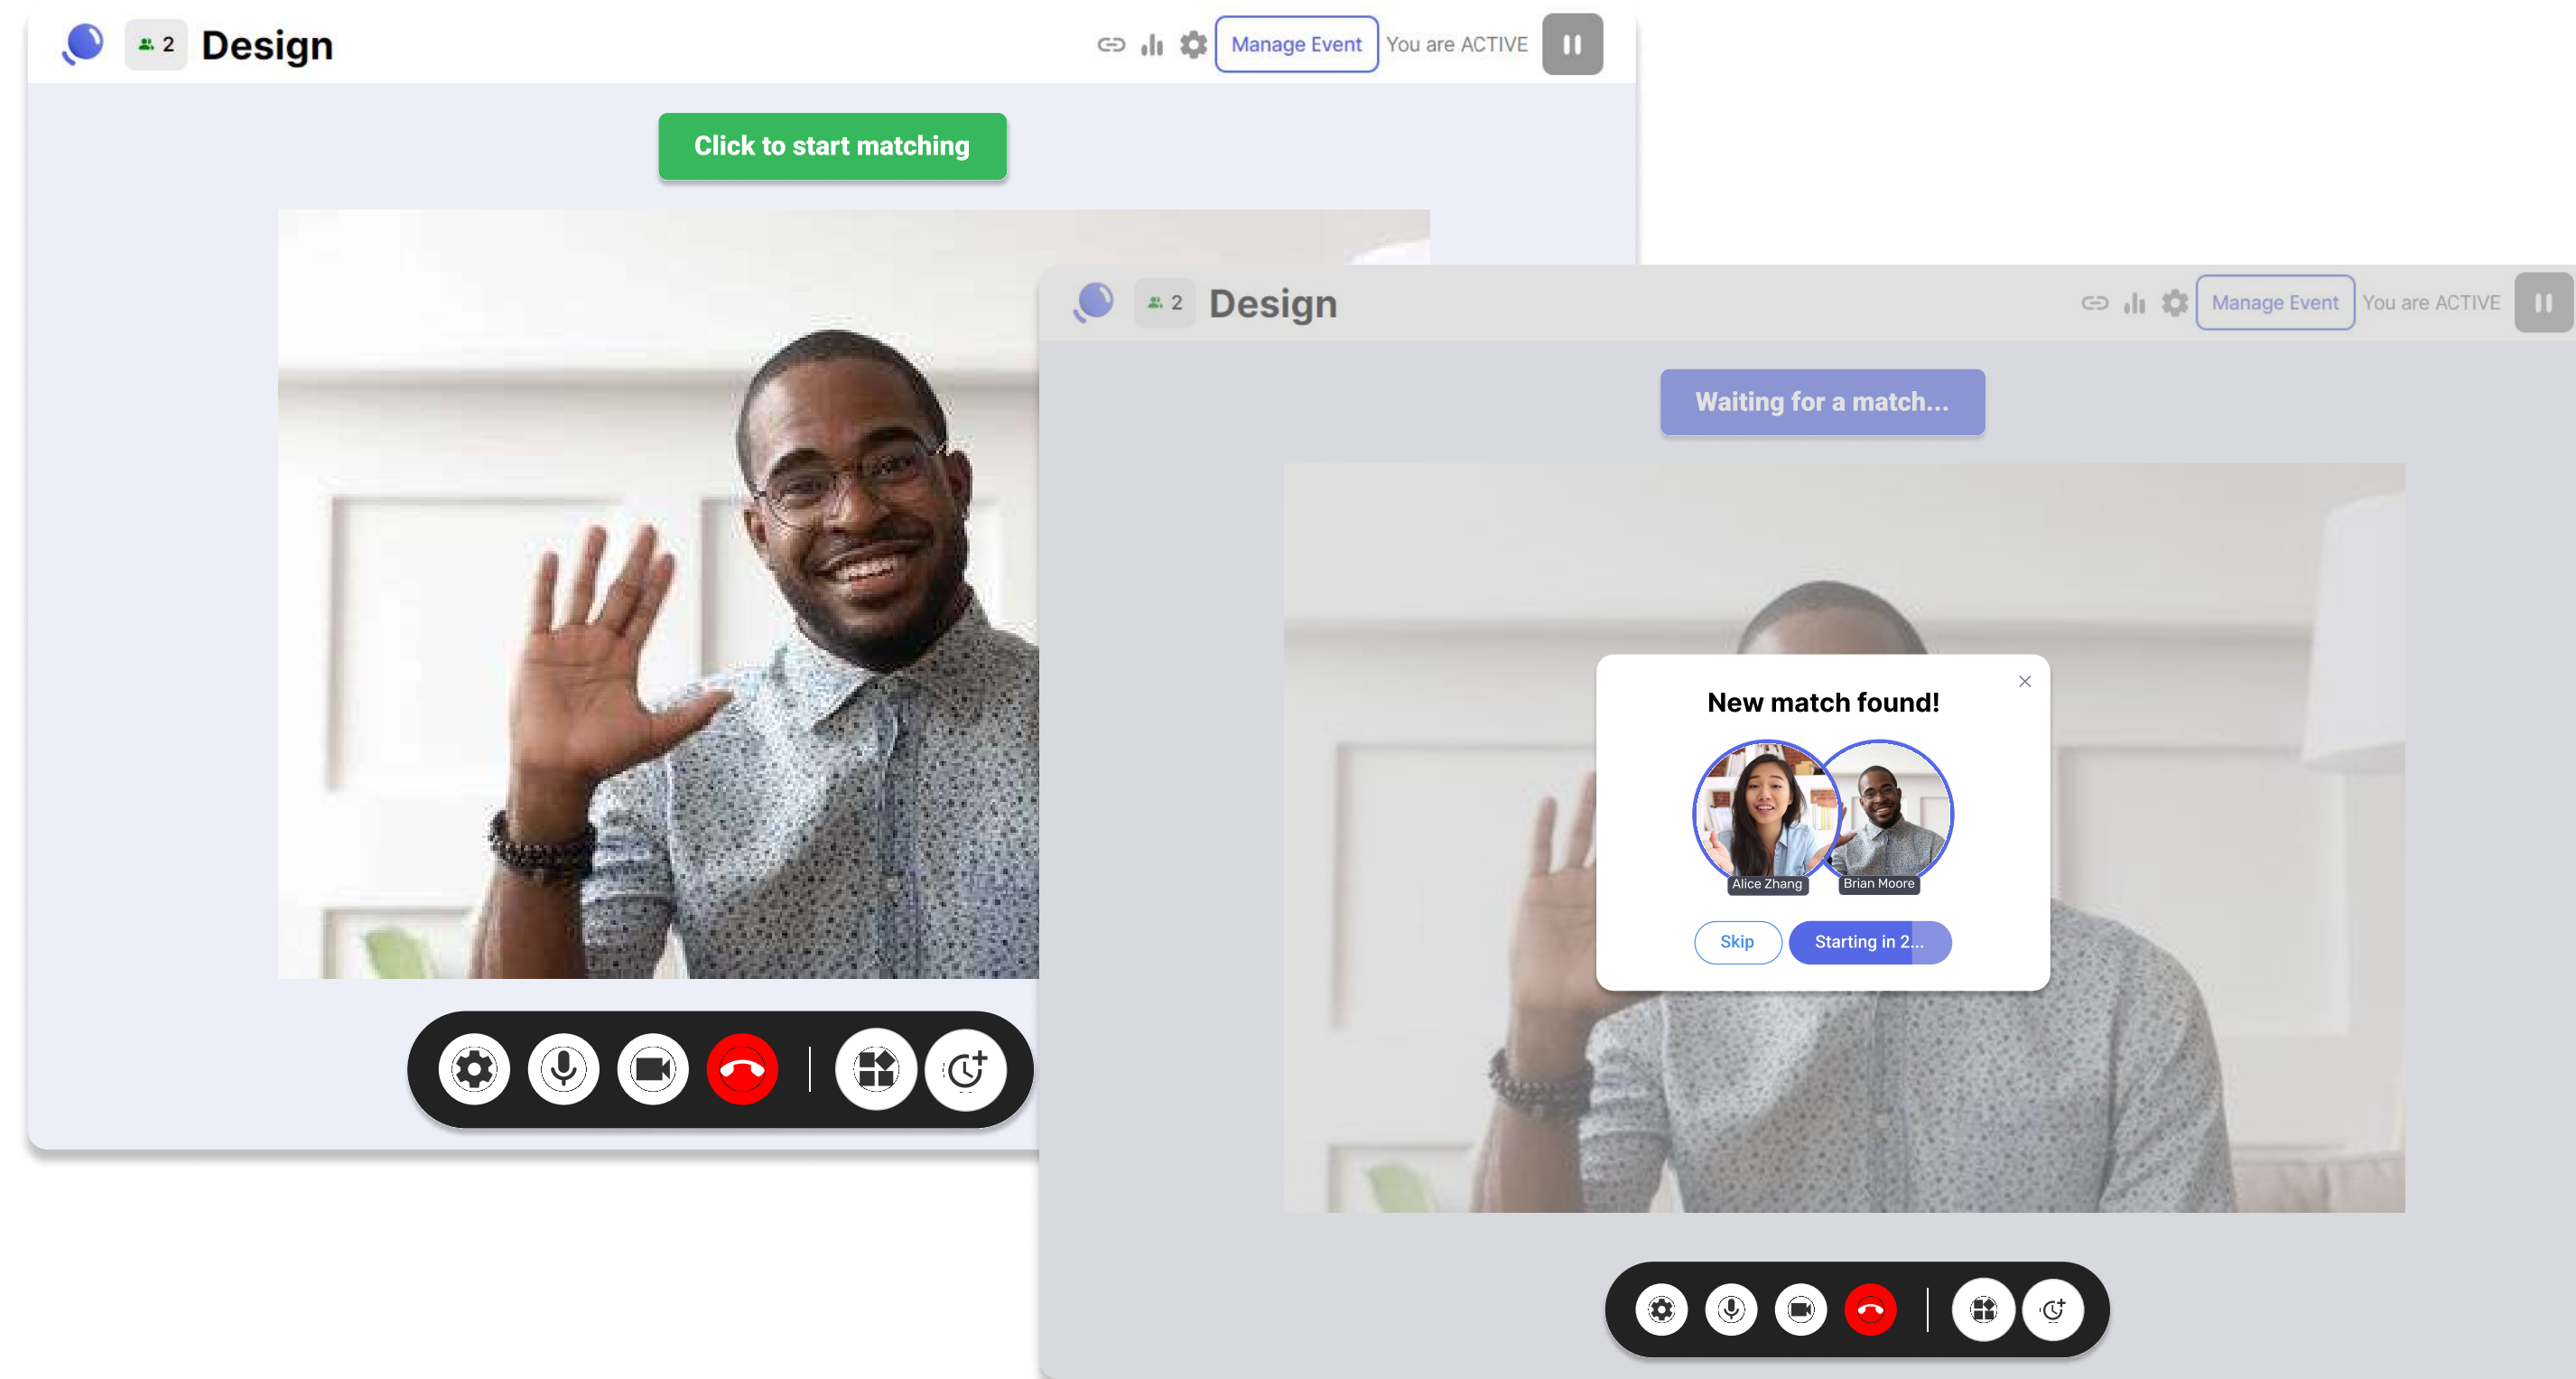 2 Design
Manage Event You are ACTIVE
Click to start matching
2 Design
Manage Event You are ACTIVE
Waiting for a match...
New match found!
Alice Zhang Brian Moore
Skip Starting in 2...